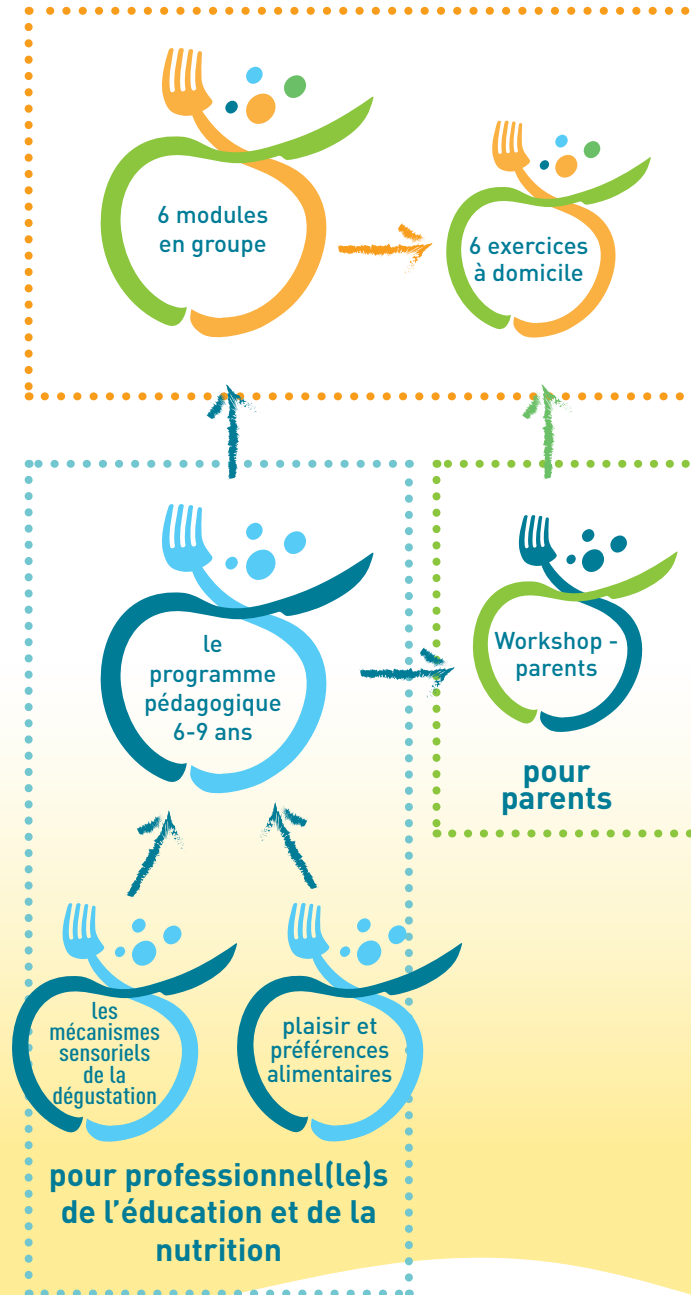 6 modules
en groupe
6 exercices
à domicile
le
programme
pédagogique
6-9 ans
Workshop -
parents
pour
parents
les
mécanismes
sensoriels
de la
dégustation
plaisir et
préférences
alimentaires
pour professionnel(le)s
de l’éducation et de la
nutrition